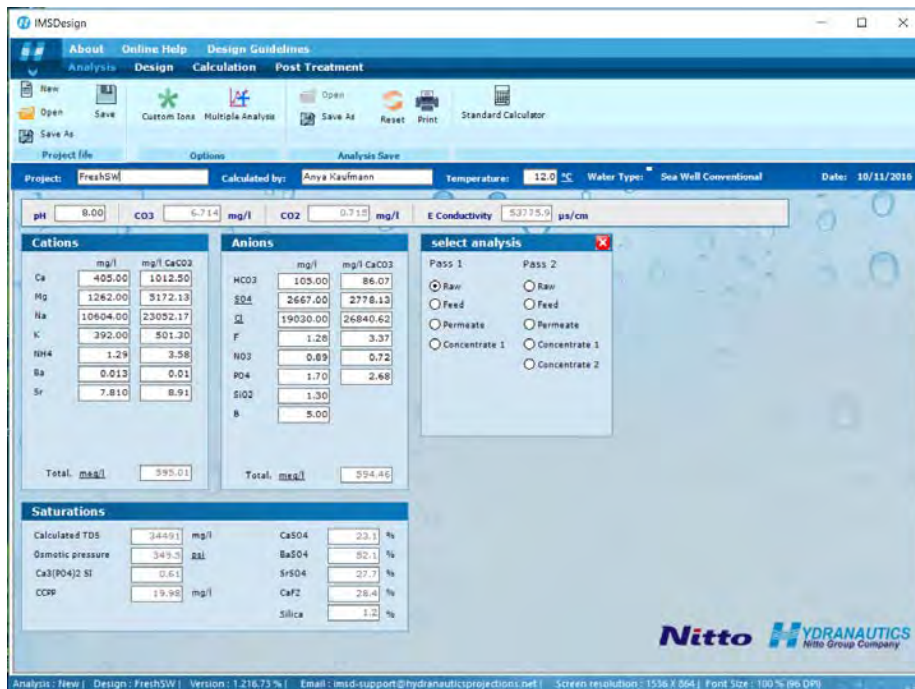 IMSDesign
About Online Help Design Guidelines
Analysis Design Calculation Post Treatment
New
Open
Save
Save As
Custom Ions Multiple Analysis
Open
Save As
Reset Print
Standard Calculator
Project file Options Analysis Save
Project: FreshSW Calculated by: Anya Kaufmann Temperature: 12.0 °C Water Type: Sea Well Conventional Date: 10/11/2016
pH 8.00 CO3 6.714 mg/l CO2 0.715 mg/l E Conductivity 53775.9 µs/cm
Cations
mg/l mg/l CaCO3
Ca 405.00 1012.50
Mg 1262.00 5172.13
Na 10604.00 23052.17
K 392.00 501.30
NH4 1.29 3.58
Ba 0.013 0.01
Sr 7.810 8.91
Total, meq/l 595.01
Anions
mg/l mg/l CaCO3
HCO3 105.00 86.07
SO4 2667.00 2778.13
Cl 19030.00 26840.62
F 1.28 3.37
NO3 0.89 0.72
PO4 1.70 2.68
SiO2 1.30
B 5.00
Total, meq/l 594.46
select analysis
Pass 1 Pass 2
Raw Raw
Feed Feed
Permeate Permeate
Concentrate 1 Concentrate 1
Concentrate 2
Saturations
Calculated TDS 34491 mg/l CaSO4 23.1 %
Osmotic pressure 349.5 psi BaSO4 52.1 %
Ca3(PO4)2 SI 0.61 SrSO4 27.7 %
CCPP 19.98 mg/l CaF2 28.4 %
Silica 1.2 %
Nitto HYDRANAUTICS
Nitto Group Company
Analysis : New | Design : FreshSW | Version : 1.216.73 % | Email : imsd-support@hydranauticsprojections.net | Screen resolution : 1536 X 864 | Font Size : 100 % (96 DPI)